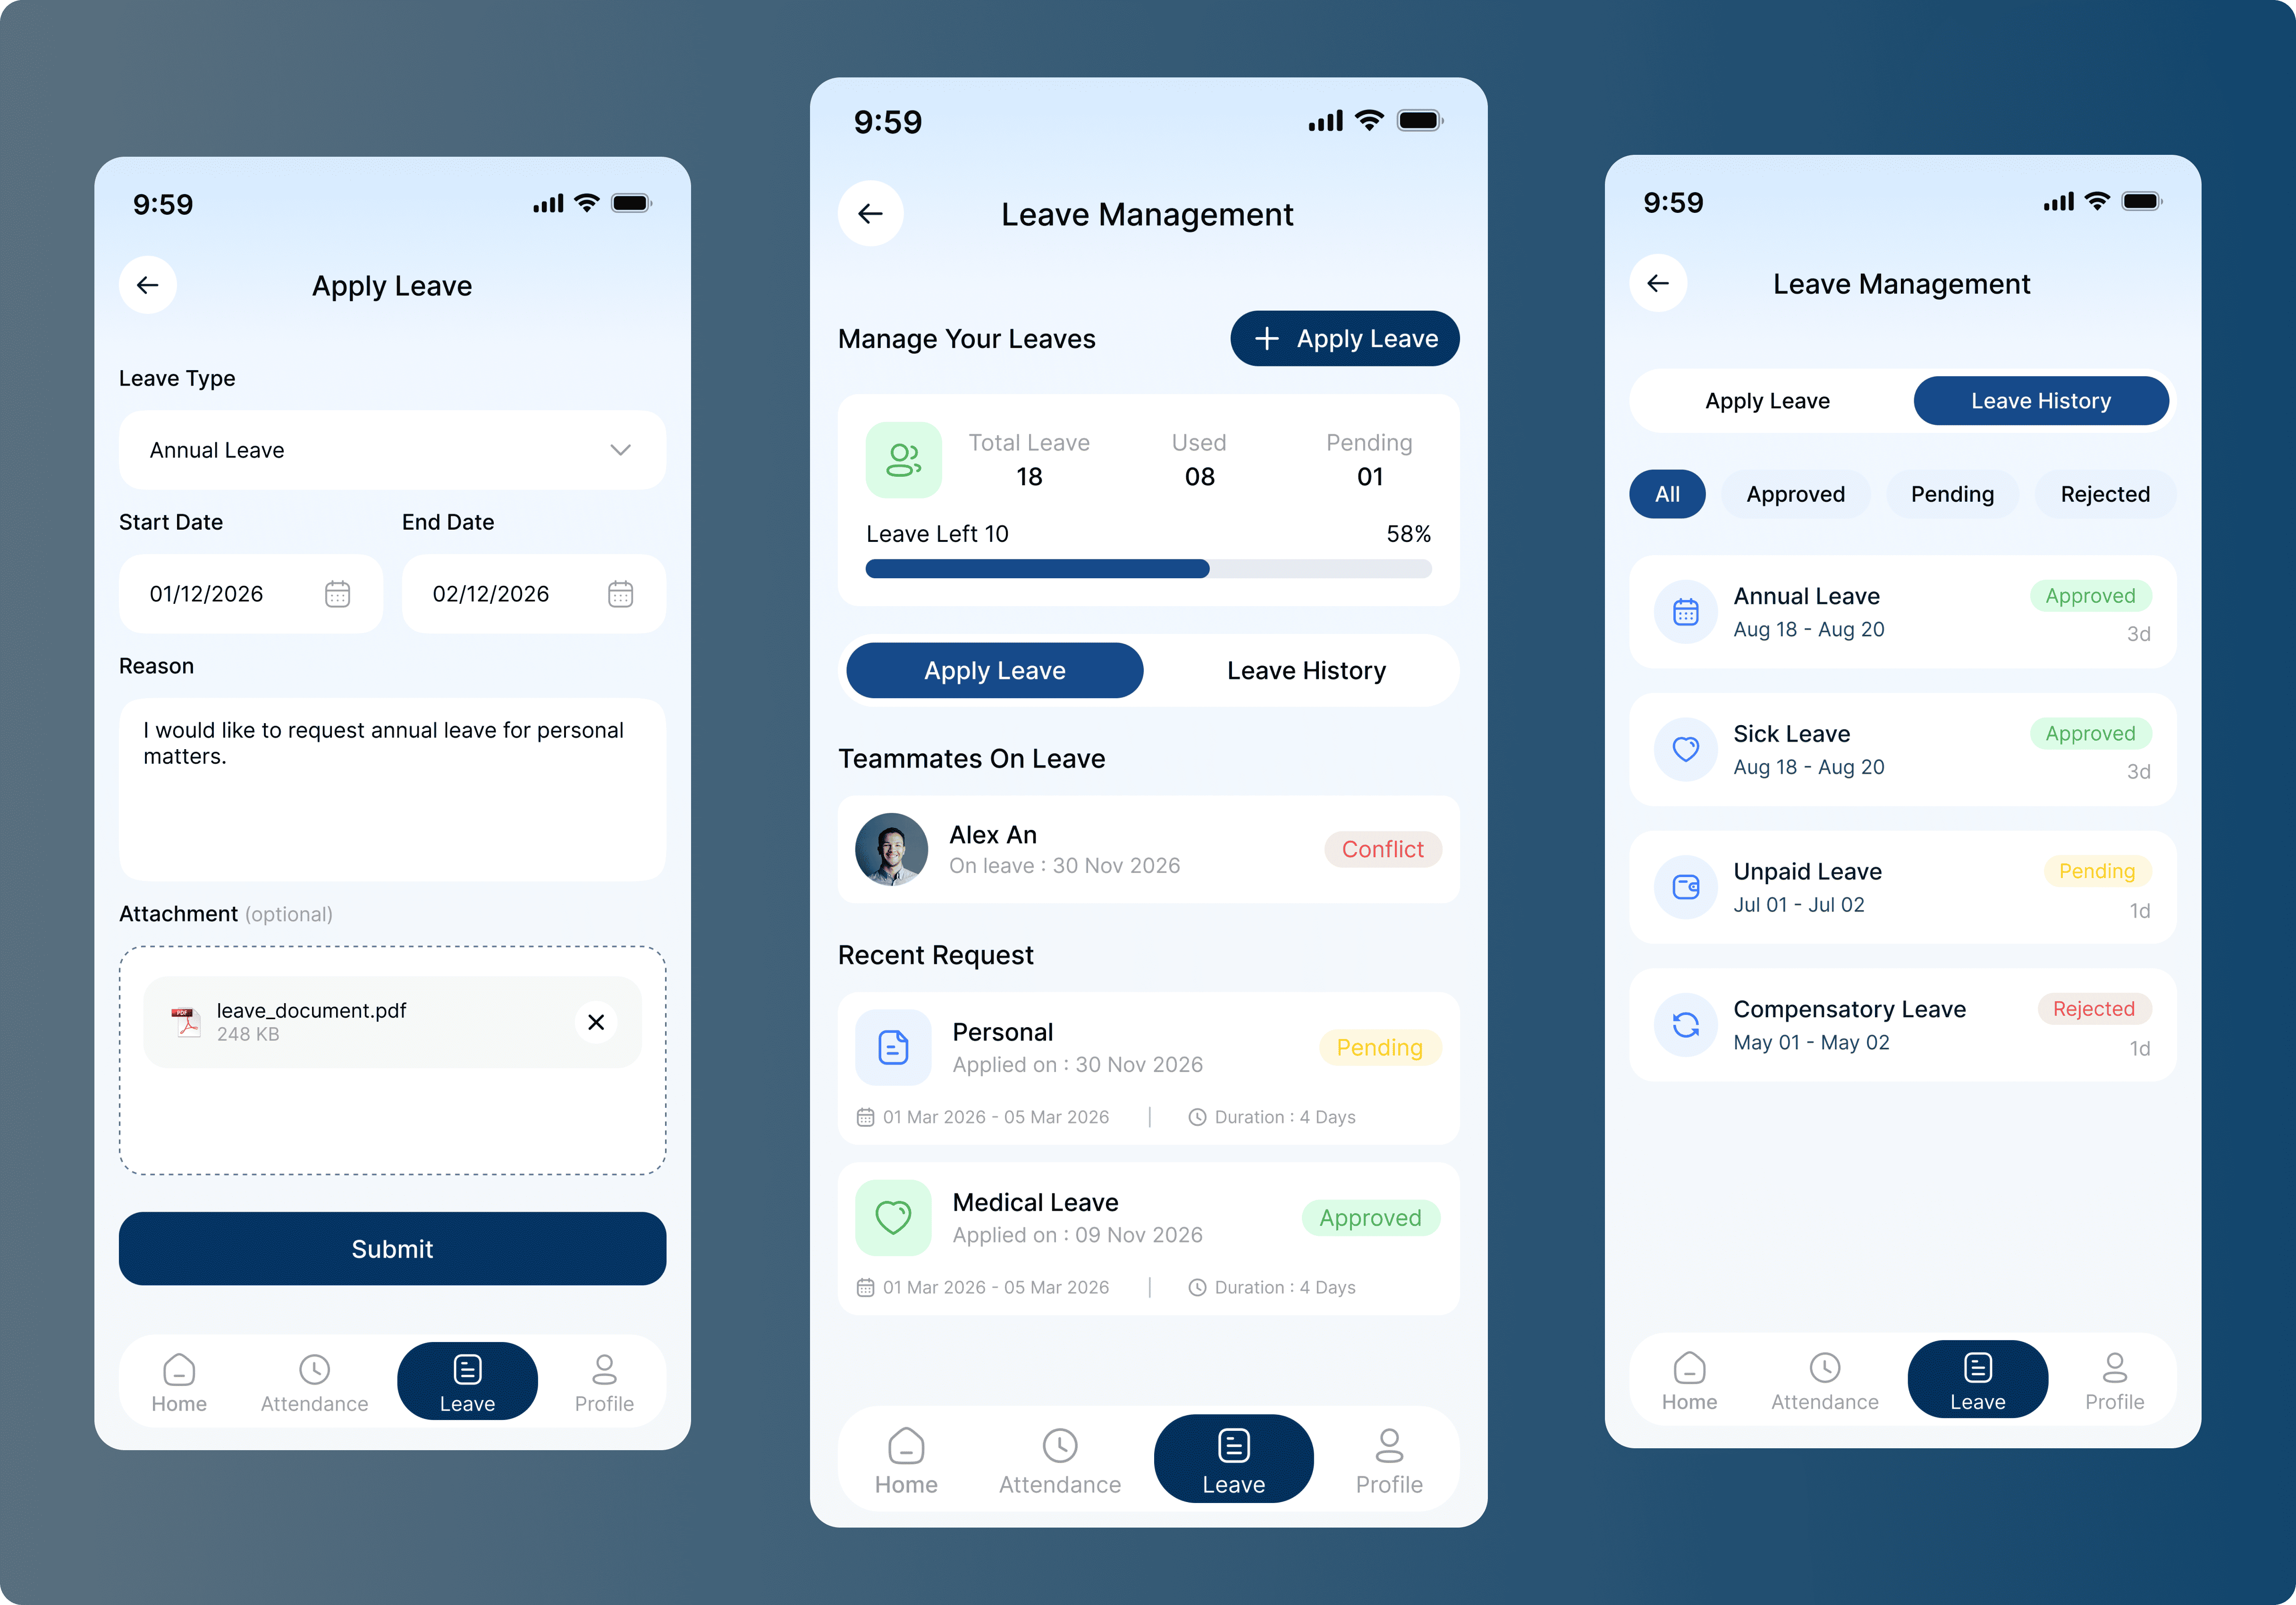 9:59
Apply Leave
Leave Type
Annual Leave
Start Date
End Date
01/12/2026
02/12/2026
Reason
I would like to request annual leave for personal
matters.
Attachment (optional)
PDF
leave_document.pdf
248 KB
Submit
Home
Attendance
Leave
Profile
9:59
Leave Management
Manage Your Leaves
Apply Leave
Total Leave
Used
Pending
18
08
01
Leave Left 10
58%
Apply Leave
Leave History
Teammates On Leave
Alex An
On leave : 30 Nov 2026
Conflict
Recent Request
Personal
Applied on : 30 Nov 2026
Pending
01 Mar 2026 - 05 Mar 2026
Duration : 4 Days
Medical Leave
Applied on : 09 Nov 2026
Approved
01 Mar 2026 - 05 Mar 2026
Duration : 4 Days
Home
Attendance
Leave
Profile
9:59
Leave Management
Apply Leave
Leave History
All
Approved
Pending
Rejected
Annual Leave
Aug 18 - Aug 20
Approved
3d
Sick Leave
Aug 18 - Aug 20
Approved
3d
Unpaid Leave
Jul 01 - Jul 02
Pending
1d
Compensatory Leave
May 01 - May 02
Rejected
1d
Home
Attendance
Leave
Profile